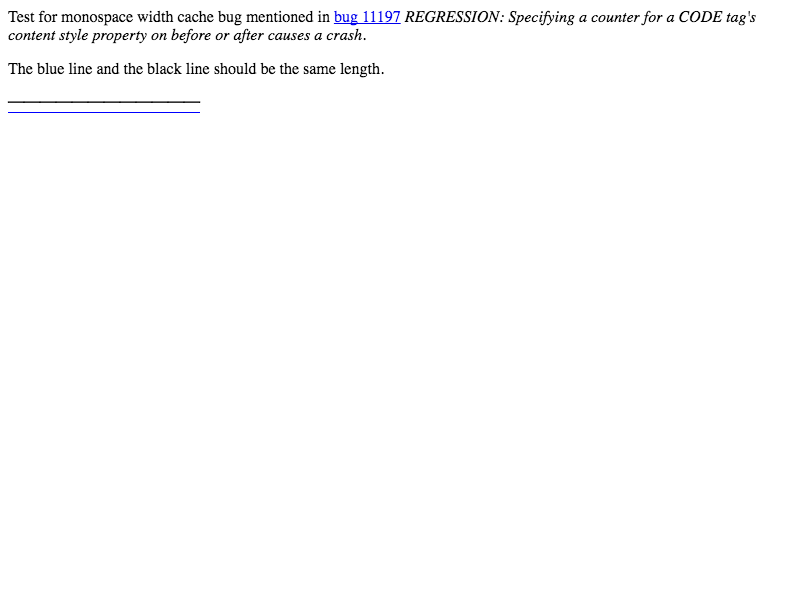 Test for monospace width cache bug mentioned in bug 11197 REGRESSION: Specifying a counter for a CODE tag's
content style property on before or after causes a crash.
The blue line and the black line should be the same length.